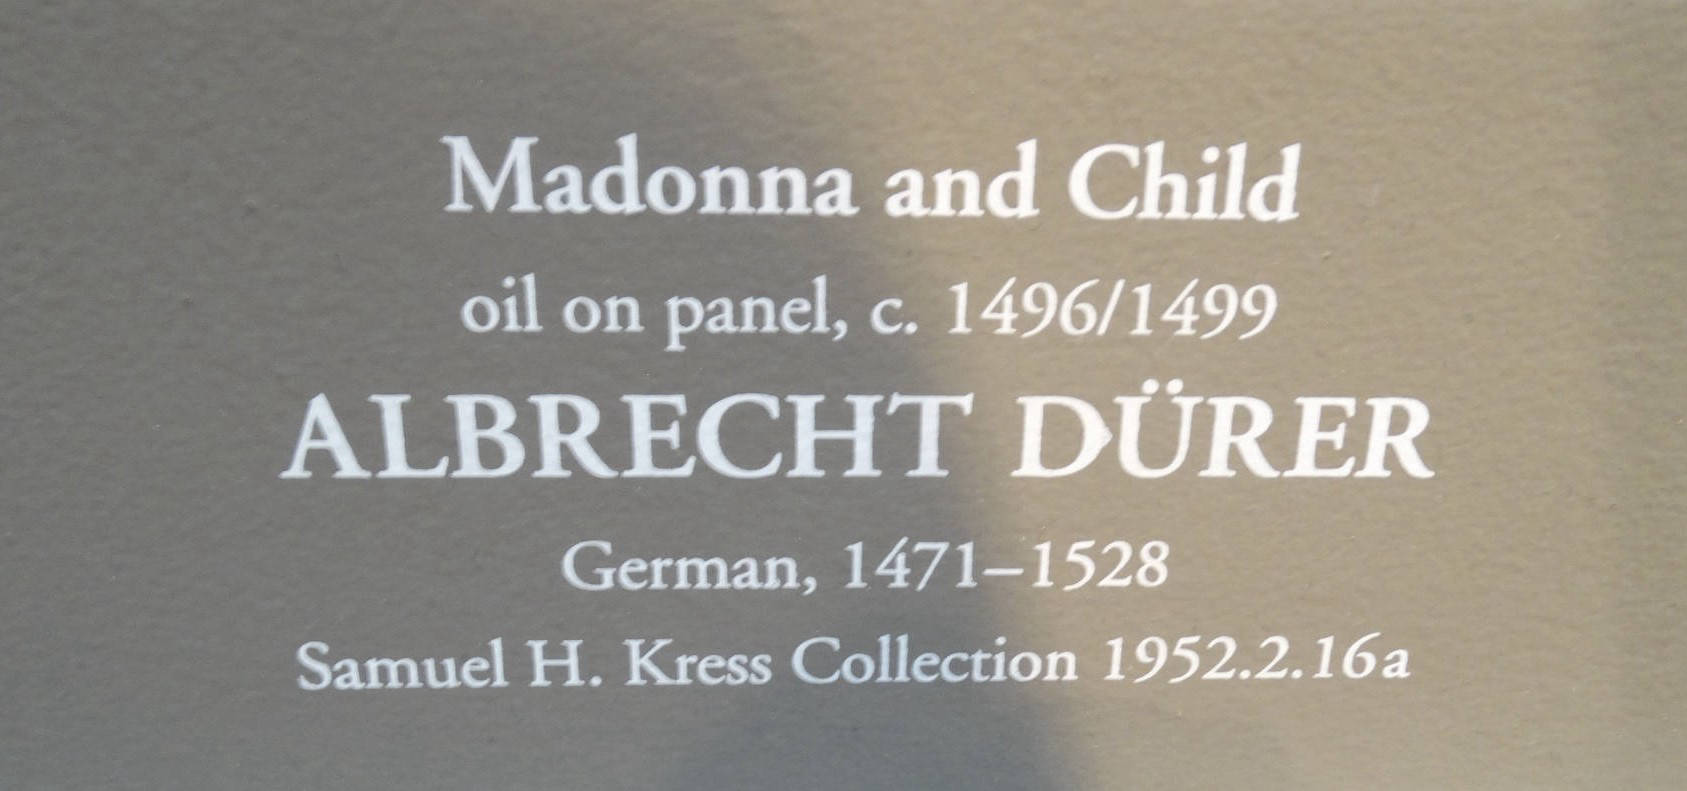 Madonna and Child
oil on panel, c. 1496/1499
ALBRECHT DÜRER
German, 1471–1528
Samuel H. Kress Collection 1952.2.16a